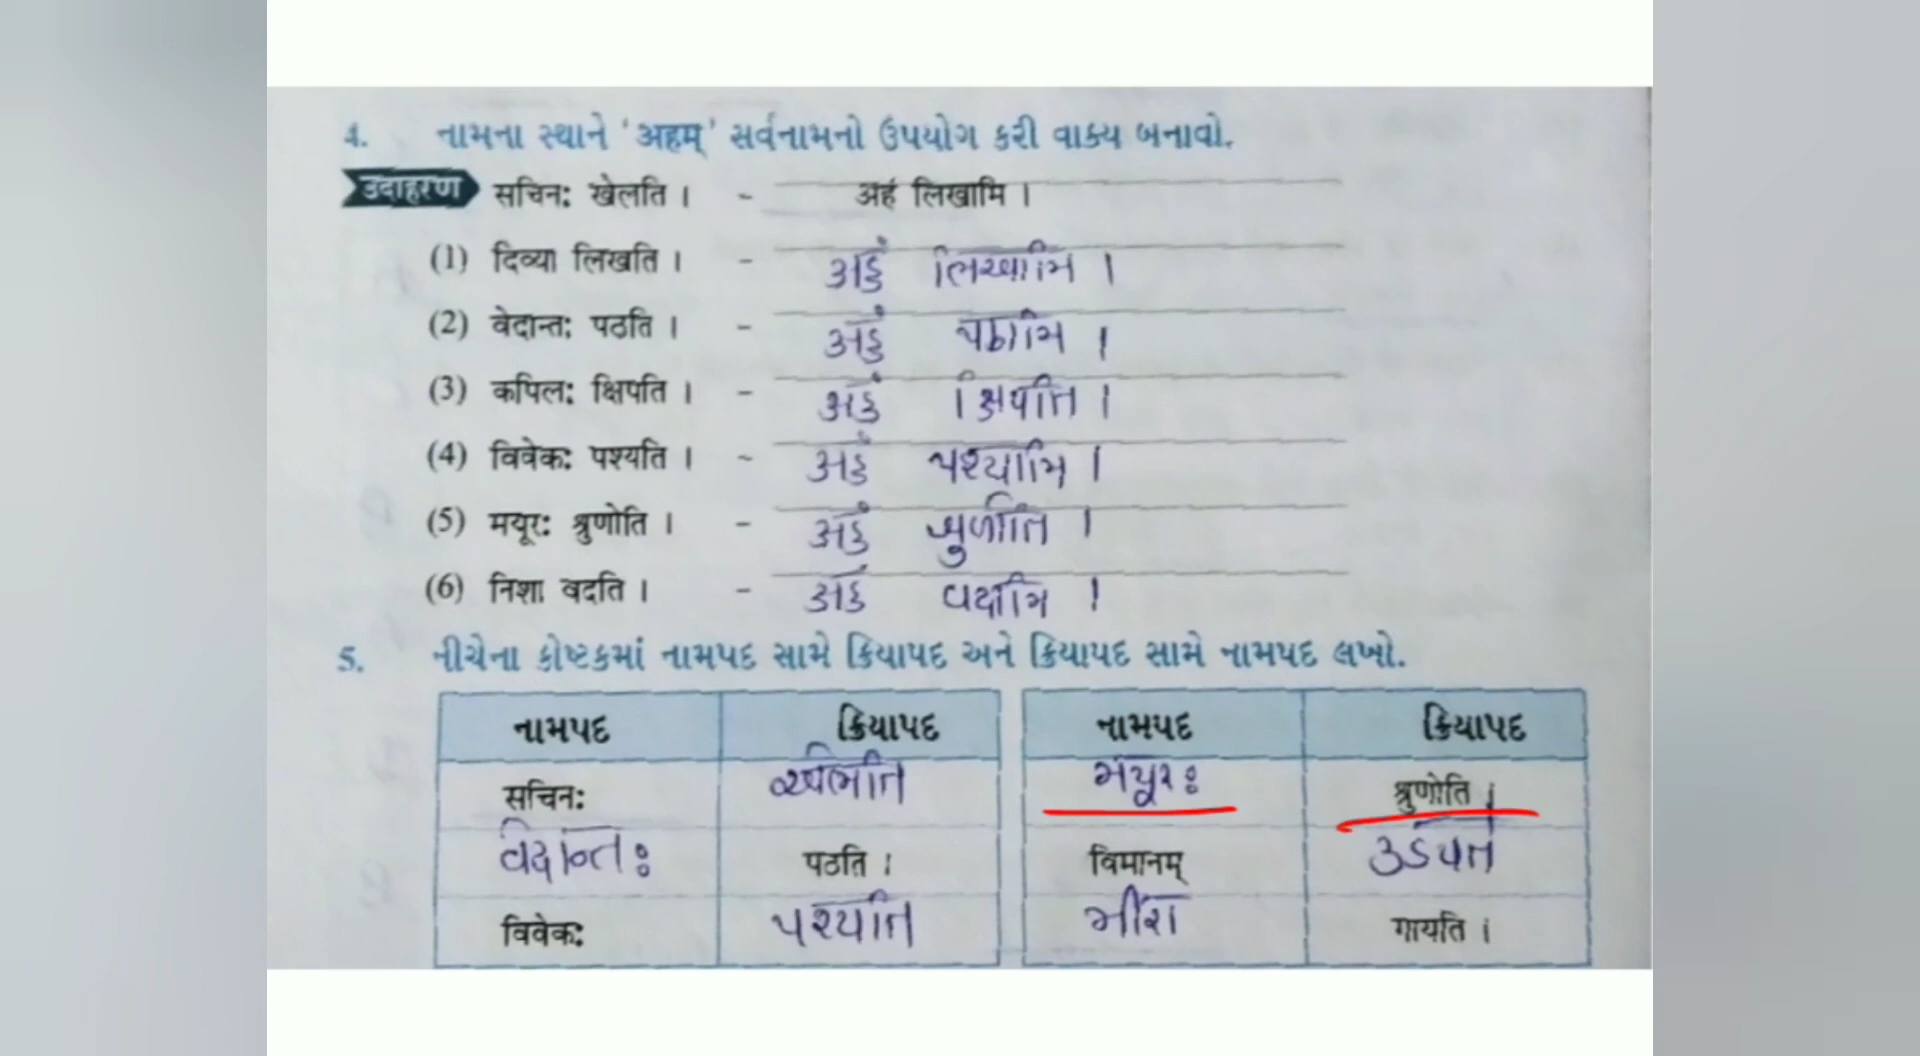 4. નામના સ્થાને 'अहम्' સર્વનામનો ઉપયોગ કરી વાક્ય બનાવો.
उदाहरण सचिन: खेलति । - अहं लिखामि ।
(1) दिव्या लिखति । - अहं लिखामि ।
(2) वेदान्त: पठति । - अहं पठामि ।
(3) कपिल: क्षिपति । - अहं क्षिपति ।
(4) विवेक: पश्यति । - अहं पश्यामि ।
(5) मयूर: श्रुणोति । - अहं
(6) निशा वदति । - अहं वदामि ।
5. નીચેના કોષ્ટકમાં નામપદ સામે ક્રિયાપદ અને ક્રિયાપદ સામે નામપદ લખો.
નામપદ ક્રિયાપદ નામપદ ક્રિયાપદ
सचिन: मयूर: श्रुणोति ।
वेदान्त: पठति । विमानम्
विवेक: पश्यति मीरा गायति ।